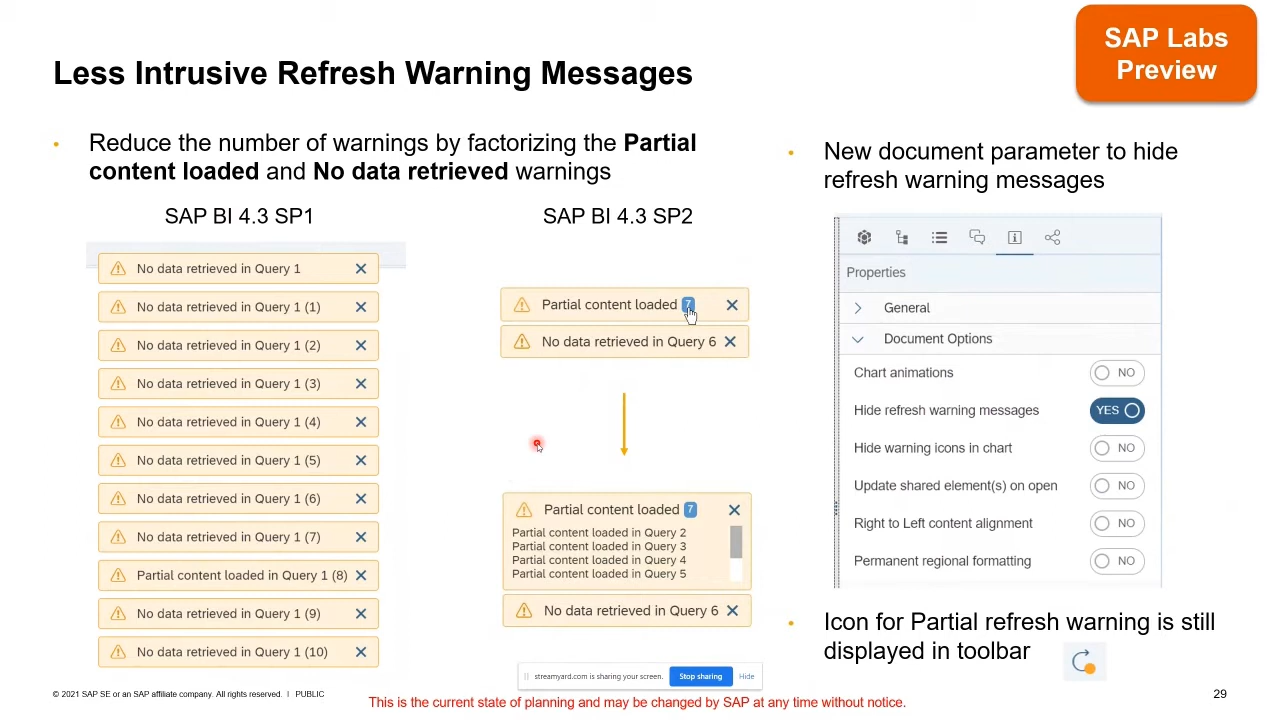 SAP Labs
Preview
Less Intrusive Refresh Warning Messages
• Reduce the number of warnings by factorizing the Partial
content loaded and No data retrieved warnings
SAP BI 4.3 SP1
No data retrieved in Query 1
No data retrieved in Query 1 (1)
No data retrieved in Query 1 (2)
No data retrieved in Query 1 (3)
No data retrieved in Query 1 (4)
No data retrieved in Query 1 (5)
No data retrieved in Query 1 (6)
No data retrieved in Query 1 (7)
Partial content loaded in Query 1 (8)
No data retrieved in Query 1 (9)
No data retrieved in Query 1 (10)
SAP BI 4.3 SP2
Partial content loaded 7
No data retrieved in Query 6
Partial content loaded 7
Partial content loaded in Query 2
Partial content loaded in Query 3
Partial content loaded in Query 4
Partial content loaded in Query 5
No data retrieved in Query 6
• New document parameter to hide
refresh warning messages
Properties
General
Document Options
Chart animations NO
Hide refresh warning messages YES
Hide warning icons in chart NO
Update shared element(s) on open NO
Right to Left content alignment NO
Permanent regional formatting NO
• Icon for Partial refresh warning is still
displayed in toolbar
streamyard.com is sharing your screen. Stop sharing Hide
© 2021 SAP SE or an SAP affiliate company. All rights reserved. | PUBLIC
This is the current state of planning and may be changed by SAP at any time without notice.
29